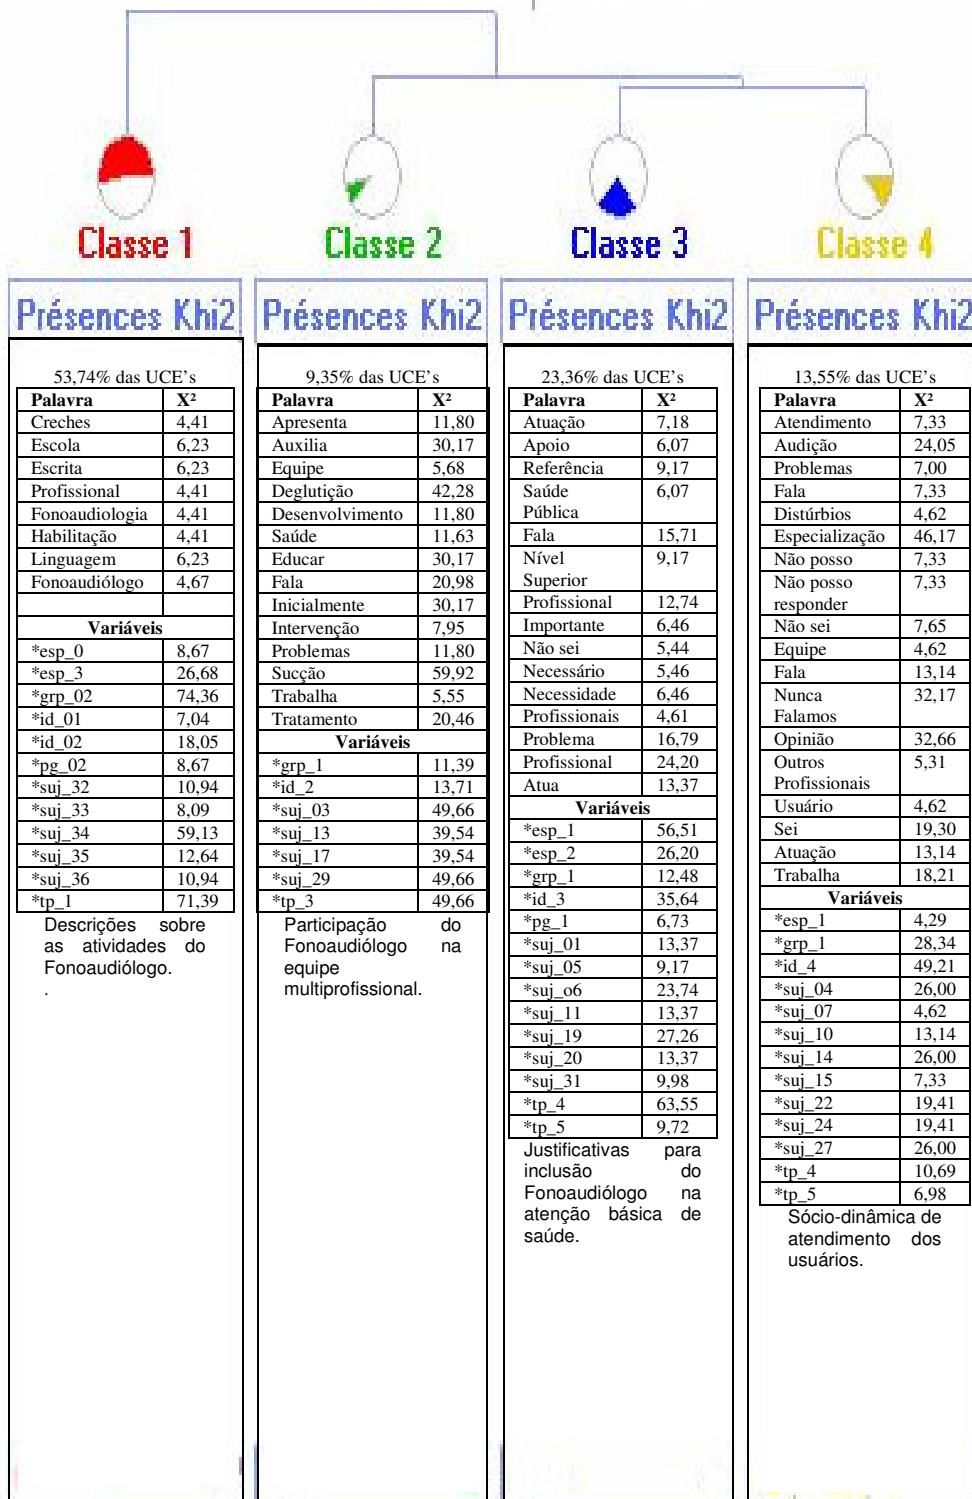 Classe 1
Classe 2
Classe 3
Classe 4
Présences Khi2
Présences Khi2
Présences Khi2
Présences Khi2
53,74% das UCE's
Palavra X²
Creches 4,41
Escola 6,23
Escrita 6,23
Profissional 4,41
Fonoaudiologia 4,41
Habilitação 4,41
Linguagem 6,23
Fonoaudiólogo 4,67
Variáveis
*esp_0 8,67
*esp_3 26,68
*grp_02 74,36
*id_01 7,04
*id_02 18,05
*pg_02 8,67
*suj_32 10,94
*suj_33 8,09
*suj_34 59,13
*suj_35 12,64
*suj_36 10,94
*tp_1 71,39
Descrições sobre
as atividades do
Fonoaudiólogo.
.
9,35% das UCE's
Palavra X²
Apresenta 11,80
Auxilia 30,17
Equipe 5,68
Deglutição 42,28
Desenvolvimento 11,80
Saúde 11,63
Educar 30,17
Fala 20,98
Inicialmente 30,17
Intervenção 7,95
Problemas 11,80
Sucção 59,92
Trabalha 5,55
Tratamento 20,46
Variáveis
*grp_1 11,39
*id_2 13,71
*suj_03 49,66
*suj_13 39,54
*suj_17 39,54
*suj_29 49,66
*tp_3 49,66
Participação do
Fonoaudiólogo na
equipe
multiprofissional.
23,36% das UCE's
Palavra X²
Atuação 7,18
Apoio 6,07
Referência 9,17
Saúde 6,07
Pública
Fala 15,71
Nível 9,17
Superior
Profissional 12,74
Importante 6,46
Não sei 5,44
Necessário 5,46
Necessidade 6,46
Profissionais 4,61
Problema 16,79
Profissional 24,20
Atua 13,37
Variáveis
*esp_1 56,51
*esp_2 26,20
*grp_1 12,48
*id_3 35,64
*pg_1 6,73
*suj_01 13,37
*suj_05 9,17
*suj_o6 23,74
*suj_11 13,37
*suj_19 27,26
*suj_20 13,37
*suj_31 9,98
*tp_4 63,55
*tp_5 9,72
Justificativas para
inclusão do
Fonoaudiólogo na
atenção básica de
saúde.
13,55% das UCE's
Palavra X²
Atendimento 7,33
Audição 24,05
Problemas 7,00
Fala 7,33
Distúrbios 4,62
Especialização 46,17
Não posso 7,33
Não posso 7,33
responder
Não sei 7,65
Equipe 4,62
Fala 13,14
Nunca 32,17
Falamos
Opinião 32,66
Outros 5,31
Profissionais
Usuário 4,62
Sei 19,30
Atuação 13,14
Trabalha 18,21
Variáveis
*esp_1 4,29
*grp_1 28,34
*id_4 49,21
*suj_04 26,00
*suj_07 4,62
*suj_10 13,14
*suj_14 26,00
*suj_15 7,33
*suj_22 19,41
*suj_24 19,41
*suj_27 26,00
*tp_4 10,69
*tp_5 6,98
Sócio-dinâmica de
atendimento dos
usuários.